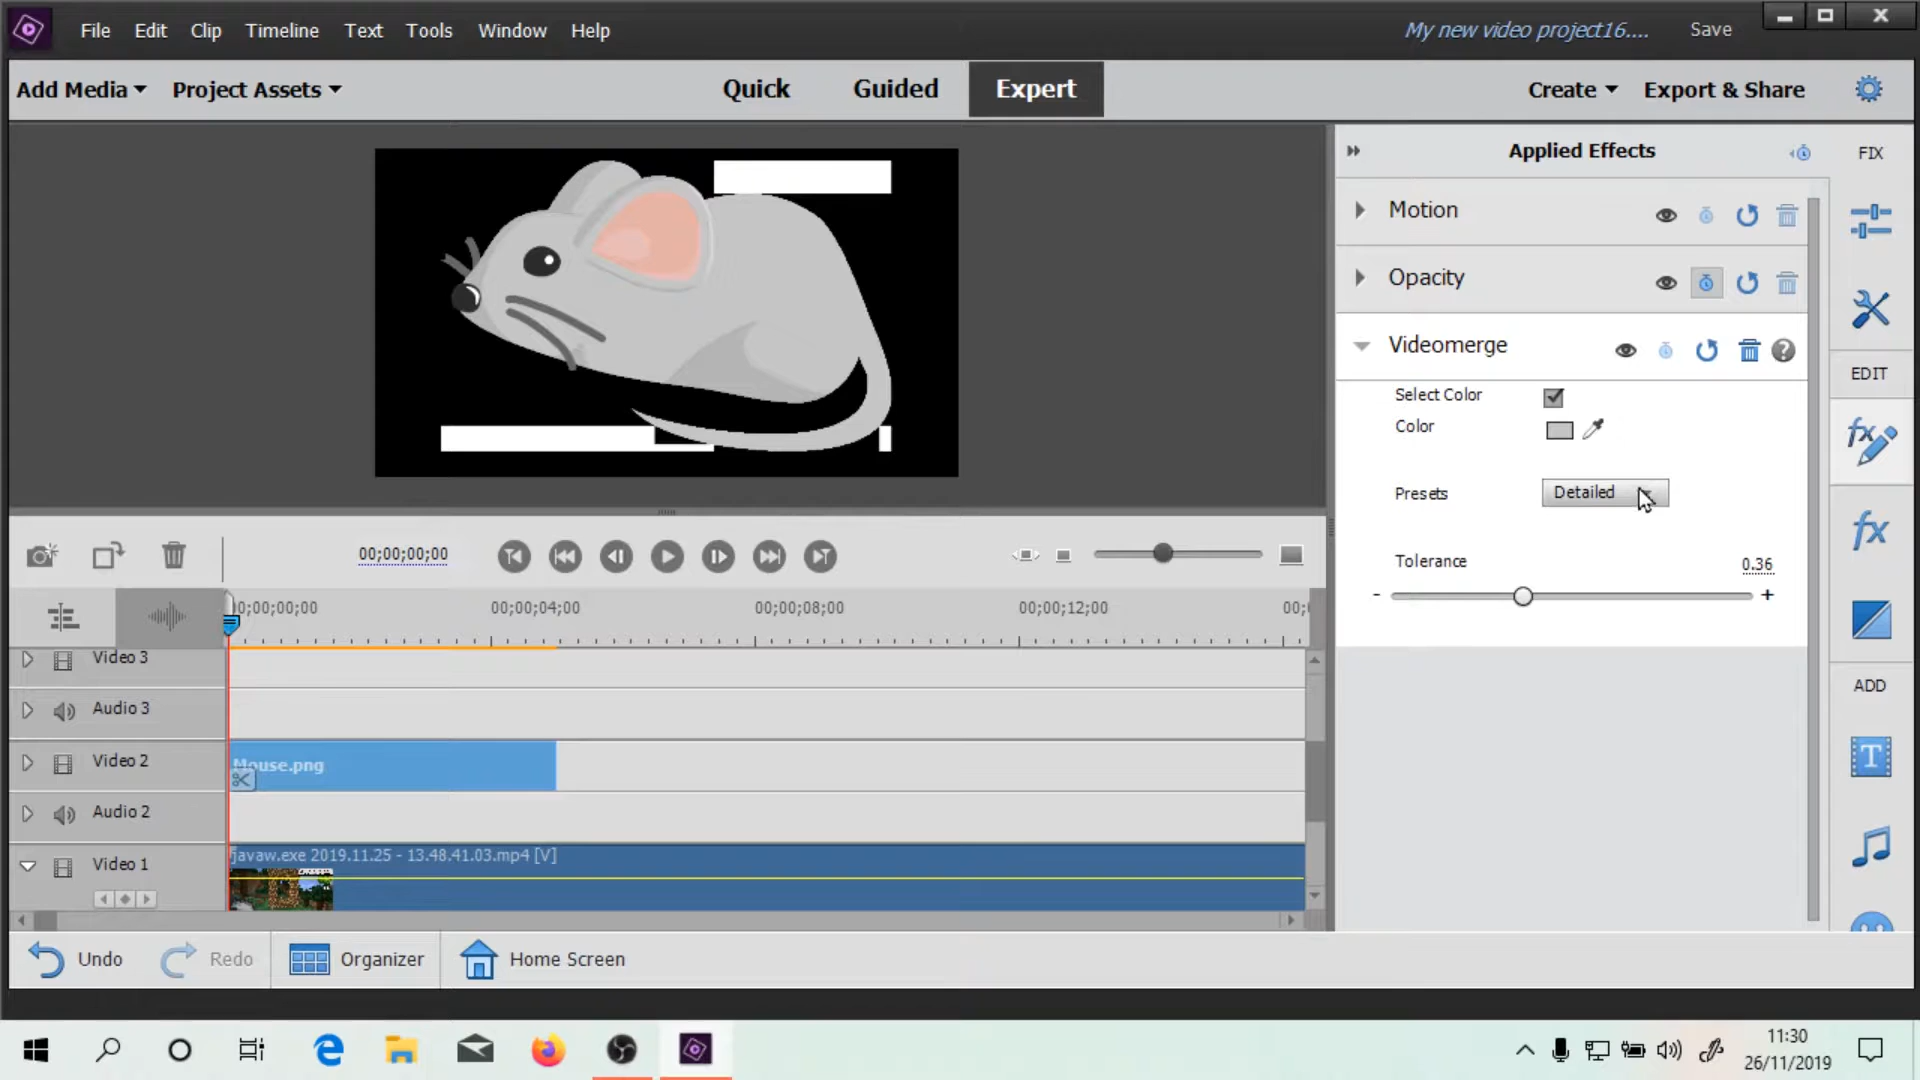 File Edit Clip Timeline Text Tools Window Help
My new video project16.... Save
Add Media Project Assets Quick Guided Expert Create Export & Share
Applied Effects
FIX
Motion
Opacity
Videomerge
Select Color
Color
Presets Detailed
Tolerance 0.36
- +
EDIT
ADD
00;00;00;00
00;00;04;00 00;00;08;00 00;00;12;00
Video 3
Audio 3
Video 2 Mouse.png
Audio 2
Video 1 javaw.exe 2019.11.25 - 13.48.41.03.mp4 [V]
Undo Redo Organizer Home Screen
11:30
26/11/2019